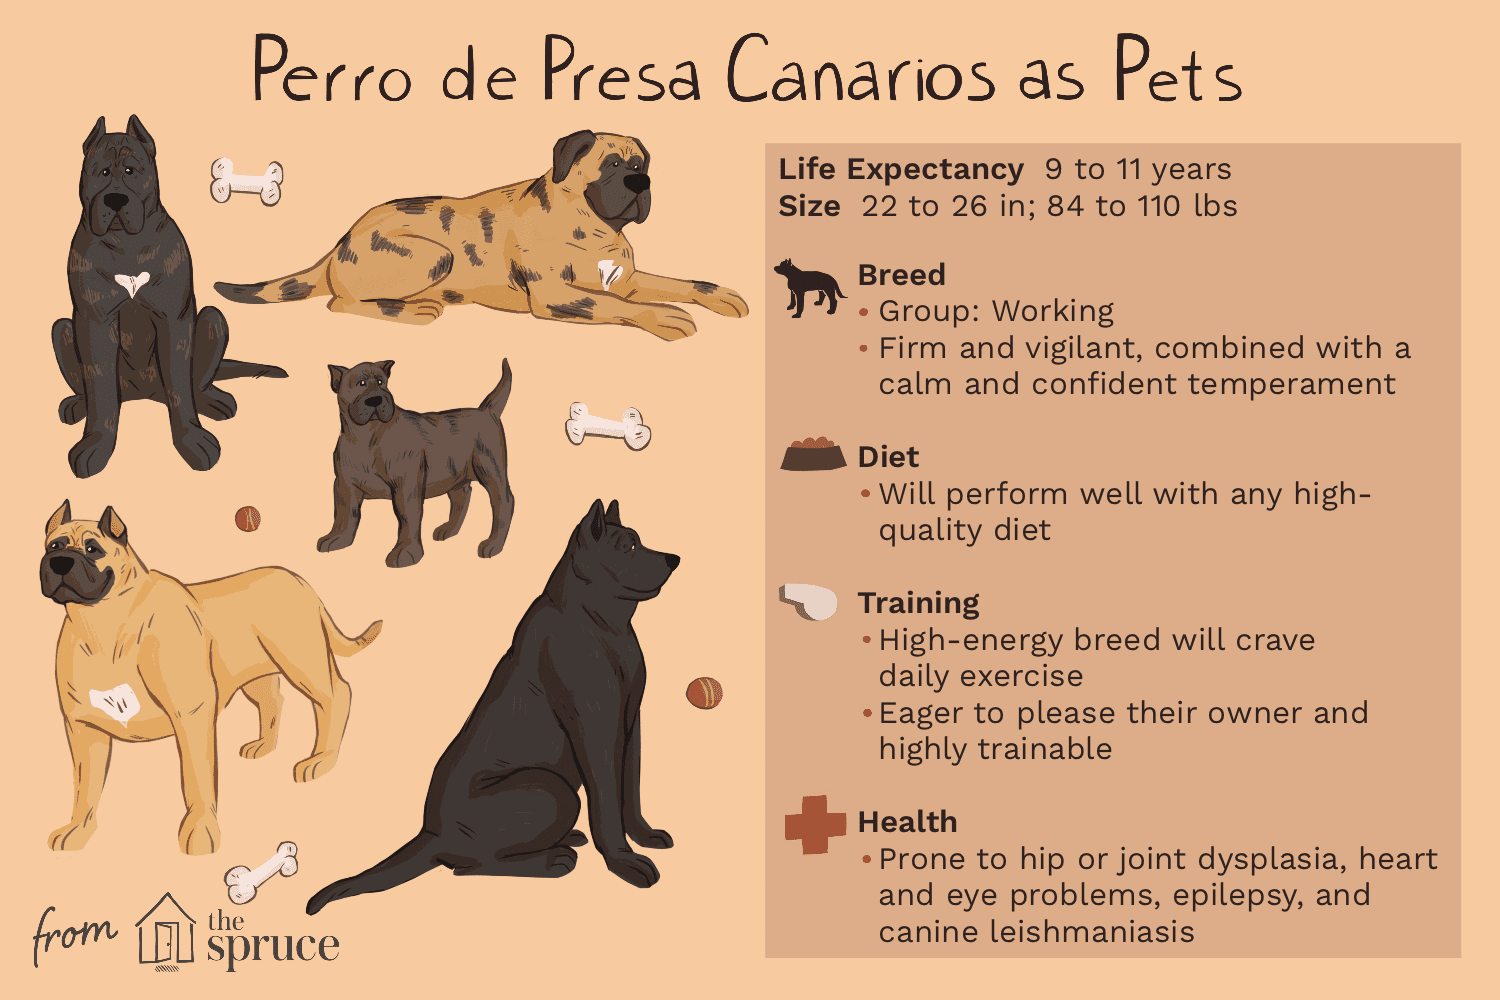 Perro de Presa Canarios as Pets
Life Expectancy 9 to 11 years
Size 22 to 26 in; 84 to 110 lbs
Breed
• Group: Working
• Firm and vigilant, combined with a
calm and confident temperament
Diet
• Will perform well with any high-
quality diet
Training
• High-energy breed will crave
daily exercise
• Eager to please their owner and
highly trainable
Health
• Prone to hip or joint dysplasia, heart
and eye problems, epilepsy, and
canine leishmaniasis
from
the
spruce